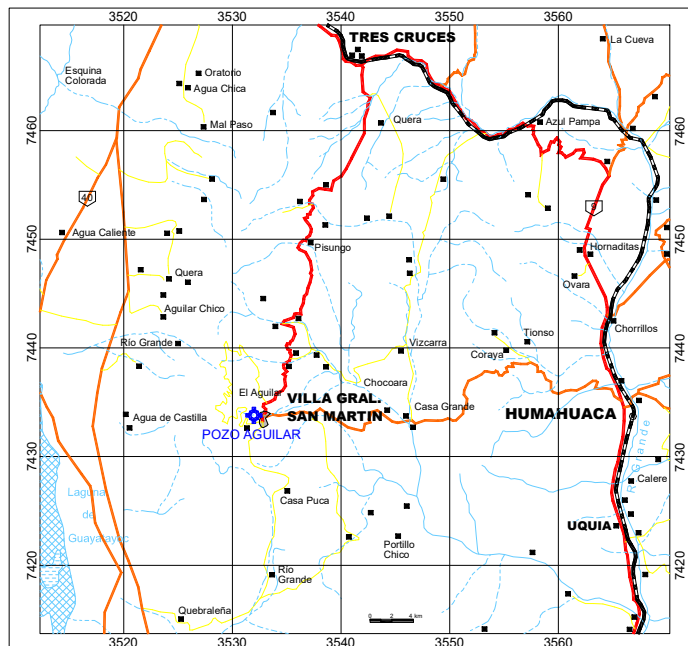 3520 3530 3540 3550 3560
TRES CRUCES
La Cueva
Esquina
Colorada
Oratorio
Agua Chica
Mal Paso
Quera
Azul Pampa
7460 7460
40
9
Agua Caliente
Pisungo
Hornaditas
7450 7450
Quera
Ovara
Aguilar Chico
Chorrillos
Río Grande
Vizcarra
Tionso
Coraya
7440 7440
El Aguilar
VILLA GRAL.
SAN MARTIN
Chocoara
Casa Grande
HUMAHUACA
Agua de Castilla
POZO AGUILAR
R. Grande
7430 7430
Laguna
de
Guayatayoc
Casa Puca
Calere
UQUIA
Portillo
Chico
7420 7420
Río
Grande
Quebraleña
0 2 4 km
3520 3530 3540 3550 3560